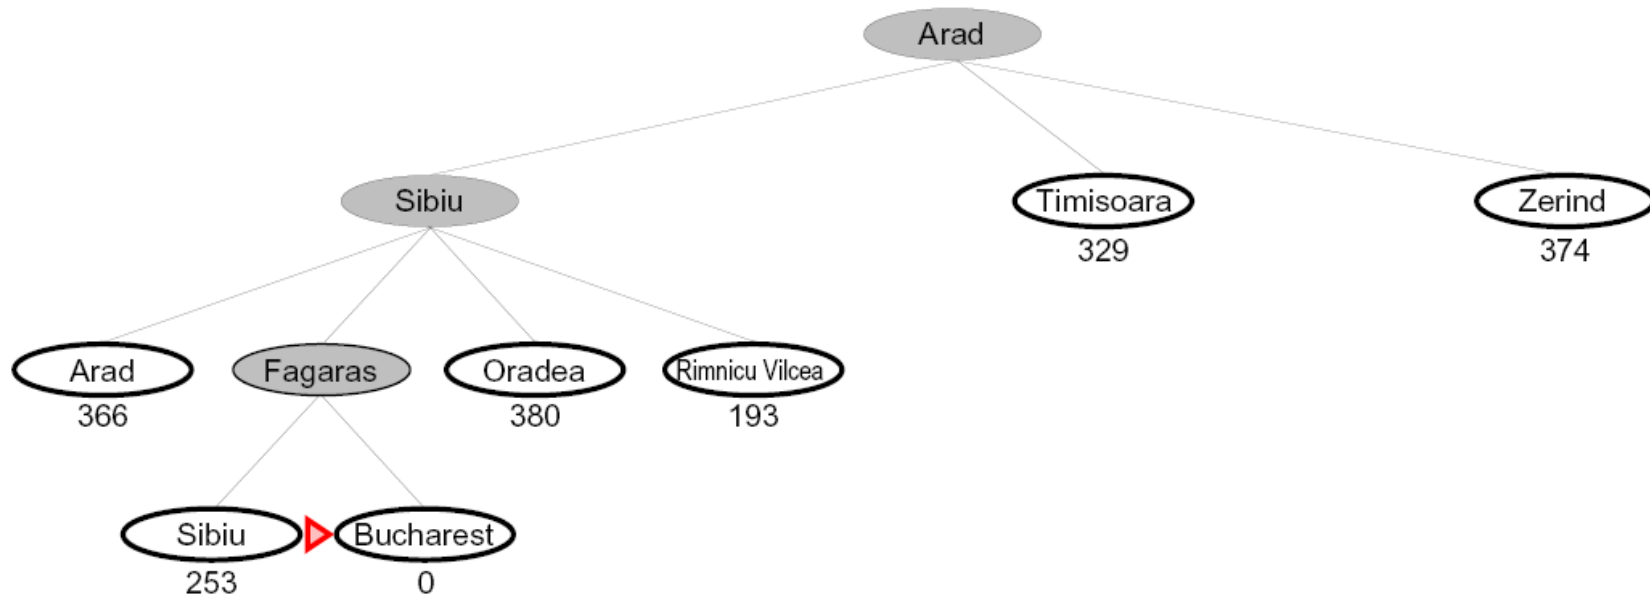 Arad
Sibiu
Timisoara
Zerind
329
374
Arad
Fagaras
Oradea
Rimnicu Vilcea
366
380
193
Sibiu
Bucharest
253
0